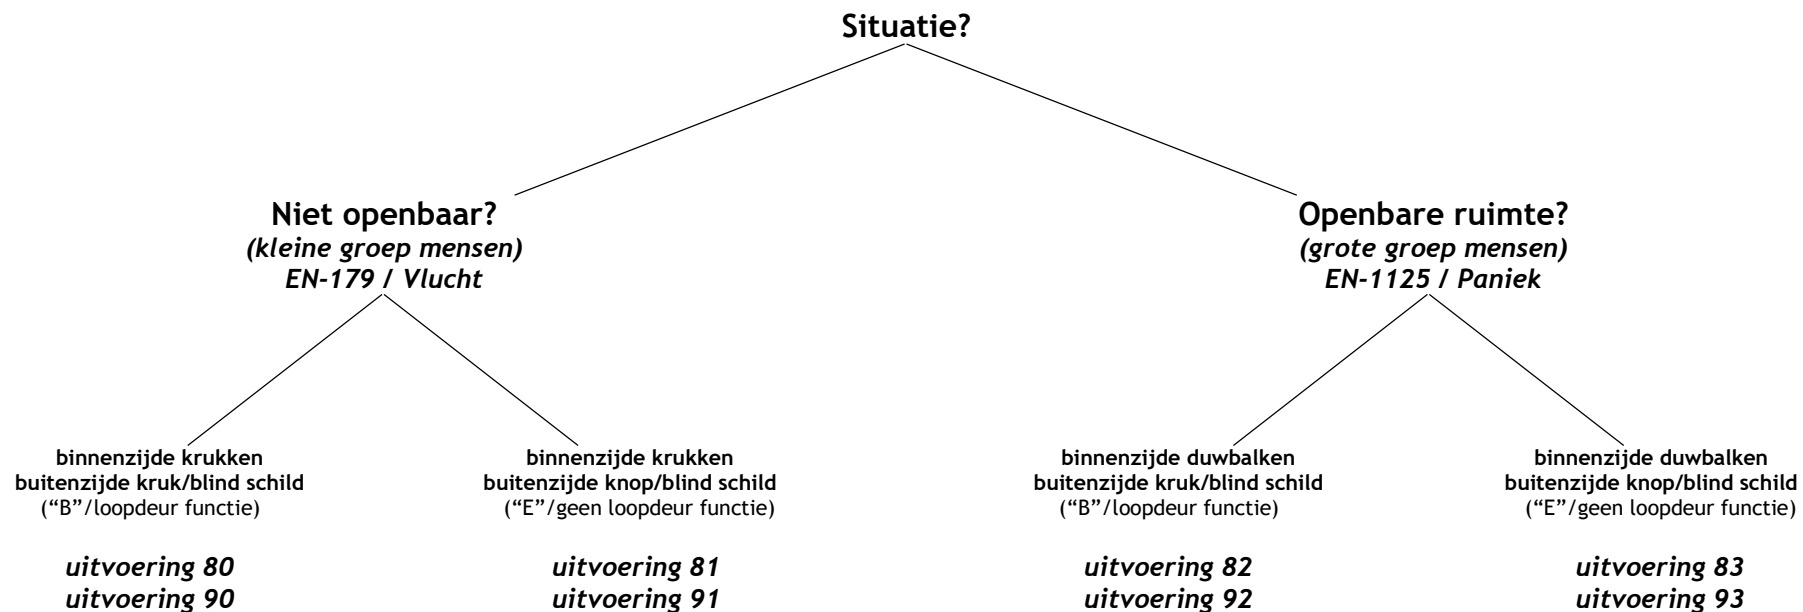 Situatie?
Niet openbaar?
(kleine groep mensen)
EN-179 / Vlucht
Openbare ruimte?
(grote groep mensen)
EN-1125 / Paniek
binnenzijde krukken
buitenzijde kruk/blind schild
(“B”/loopdeur functie)
uitvoering 80
uitvoering 90
binnenzijde krukken
buitenzijde knop/blind schild
(“E”/geen loopdeur functie)
uitvoering 81
uitvoering 91
binnenzijde duwbalken
buitenzijde kruk/blind schild
(“B”/loopdeur functie)
uitvoering 82
uitvoering 92
binnenzijde duwbalken
buitenzijde knop/blind schild
(“E”/geen loopdeur functie)
uitvoering 83
uitvoering 93